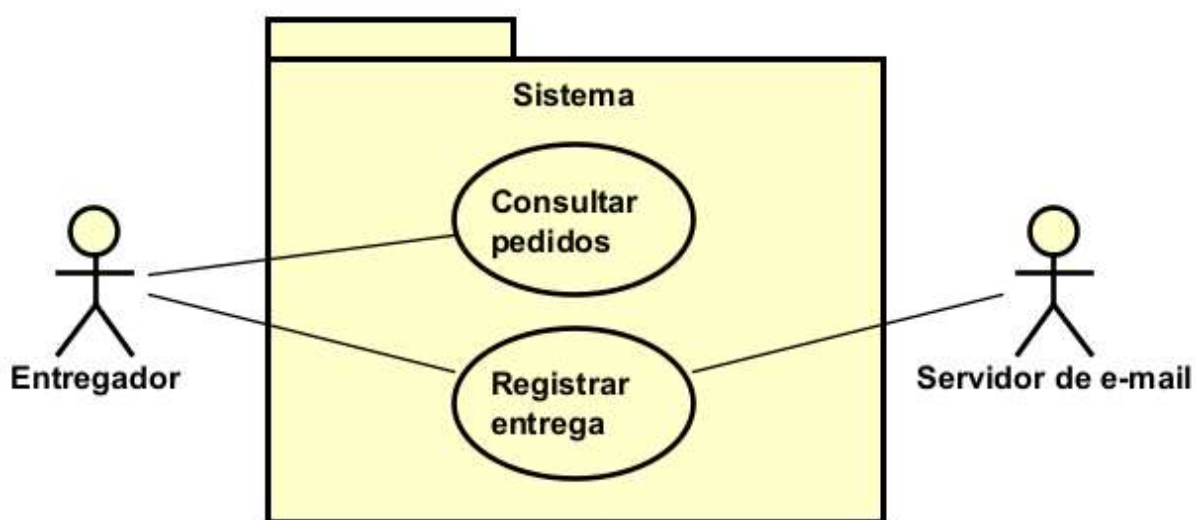 Sistema
Consultar
pedidos
Entregador
Registrar
entrega
Servidor de e-mail